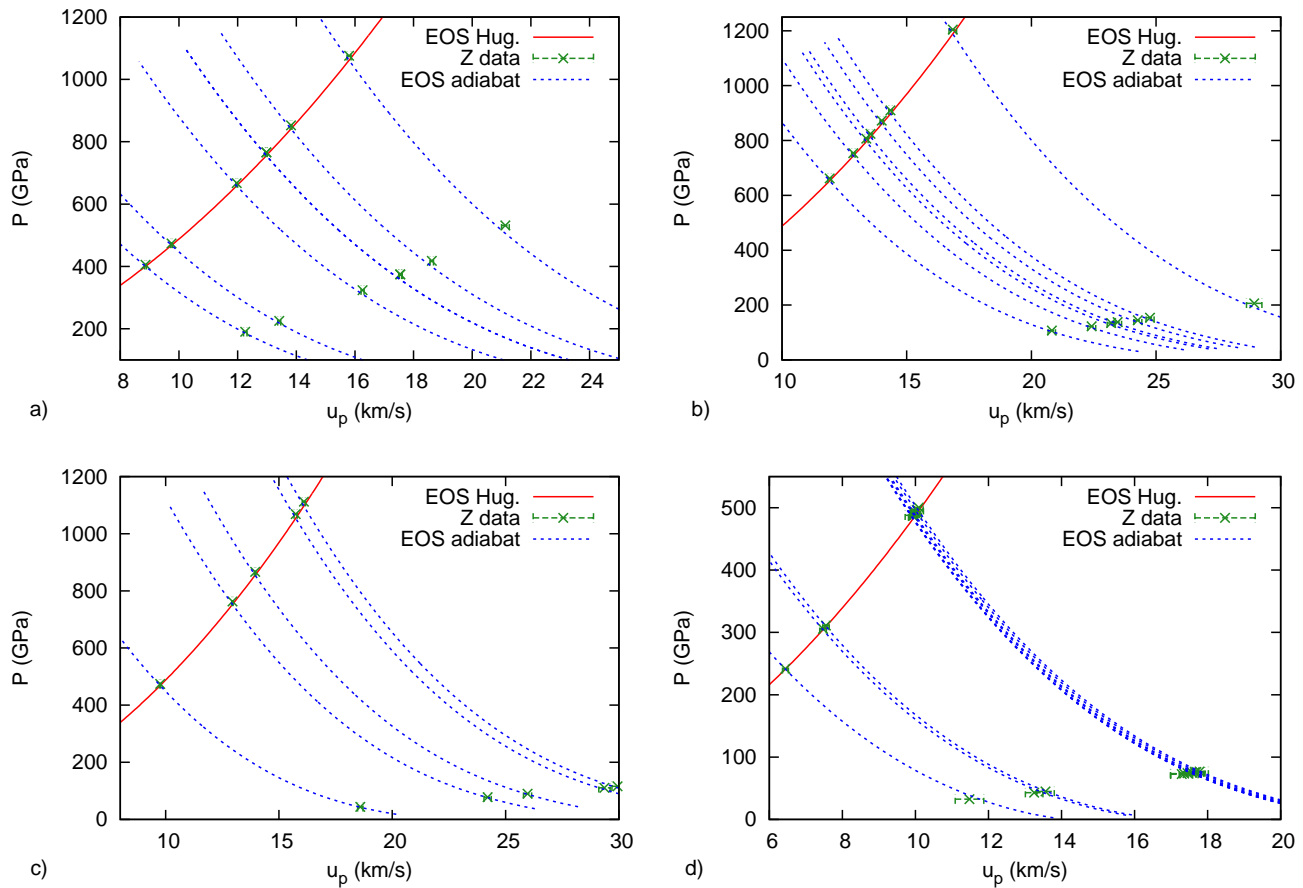 1200
1000
800
600
400
200
P (GPa)
8 10 12 14 16 18 20 22 24
u_p (km/s)
a)
EOS Hug.
Z data
EOS adiabat
1200
1000
800
600
400
200
0
P (GPa)
10 15 20 25 30
u_p (km/s)
b)
EOS Hug.
Z data
EOS adiabat
1200
1000
800
600
400
200
0
P (GPa)
10 15 20 25 30
u_p (km/s)
c)
EOS Hug.
Z data
EOS adiabat
500
400
300
200
100
0
P (GPa)
6 8 10 12 14 16 18 20
u_p (km/s)
d)
EOS Hug.
Z data
EOS adiabat